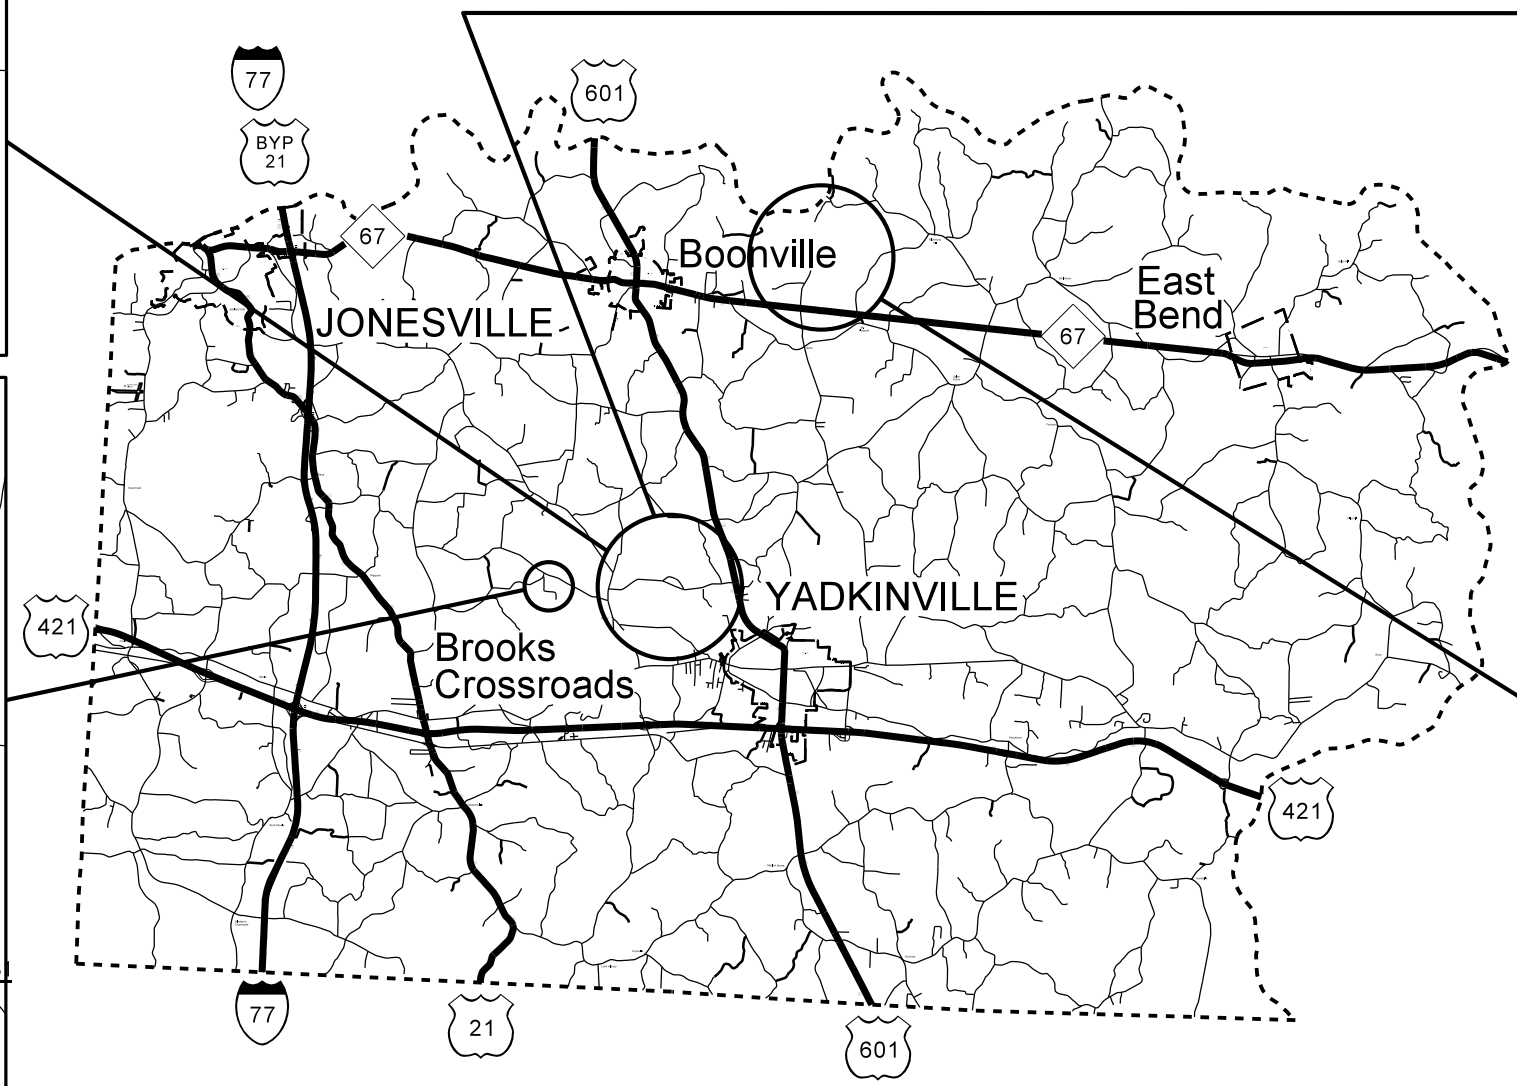 77
BYP
21
601
67
Boonville
East
Bend
JONESVILLE
67
YADKINVILLE
421
Brooks
Crossroads
421
77
21
601